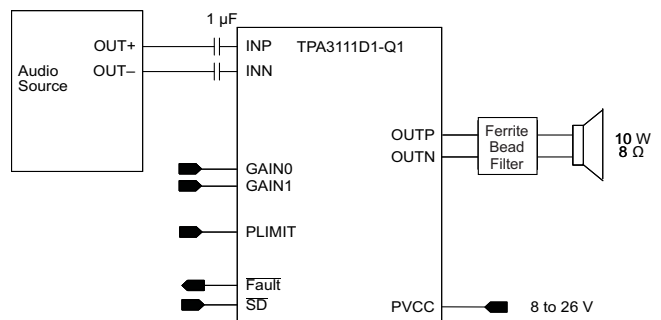 1 µF
OUT+
OUT–
Audio
Source
INP
INN
TPA3111D1-Q1
OUTP
OUTN
Ferrite
Bead
Filter
10 W
8 Ω
GAIN0
GAIN1
PLIMIT
Fault
SD
PVCC
8 to 26 V